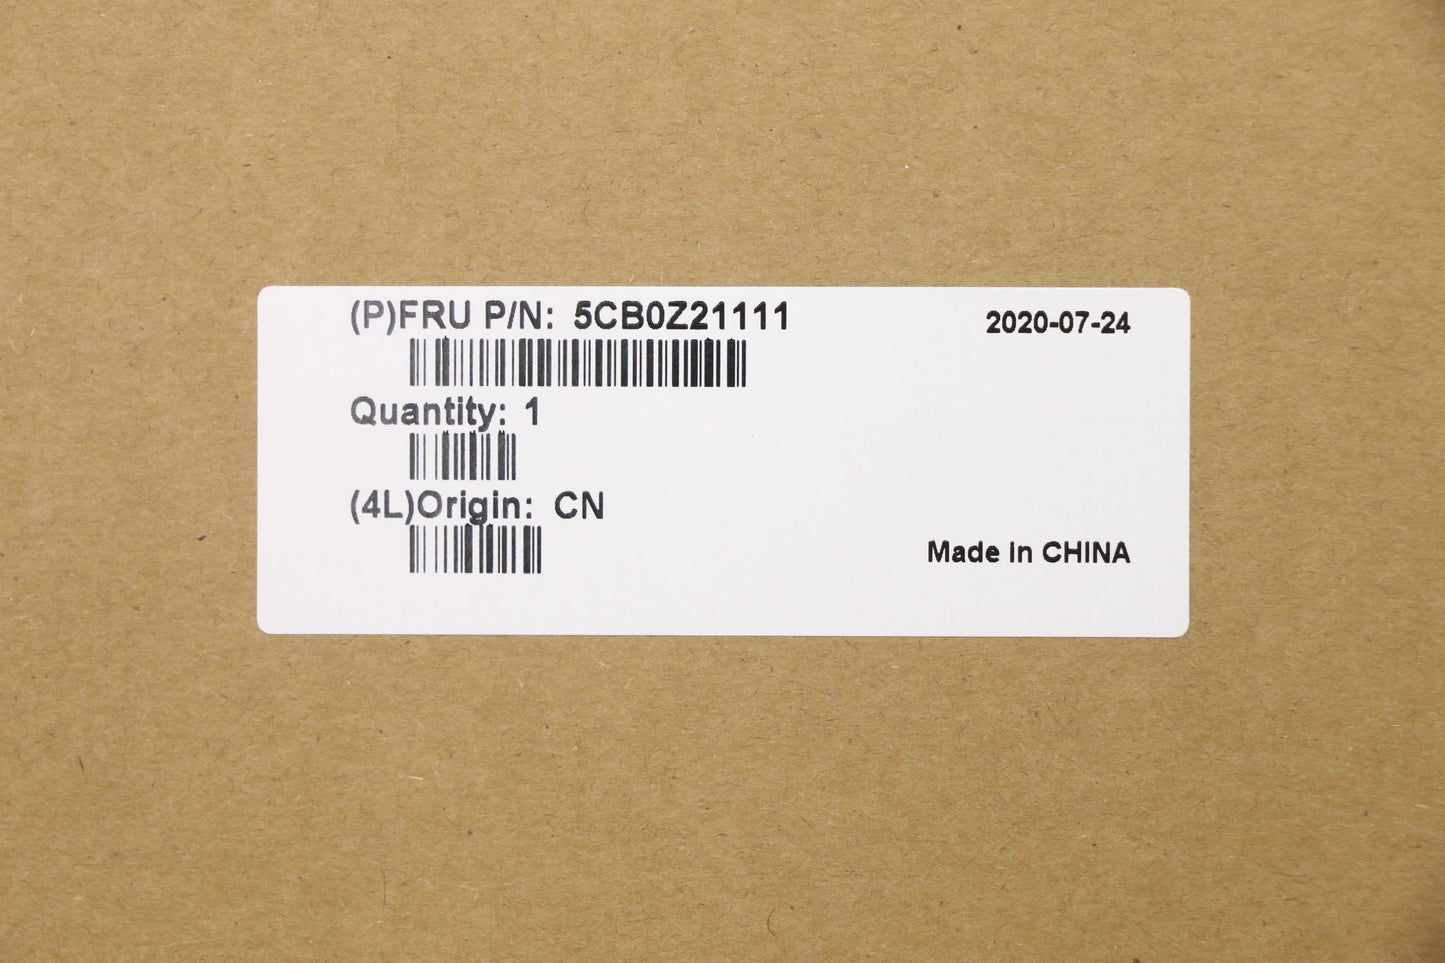 (P)FRU P/N: 5CB0Z21111
2020-07-24
Quantity: 1
(4L)Origin: CN
Made In CHINA